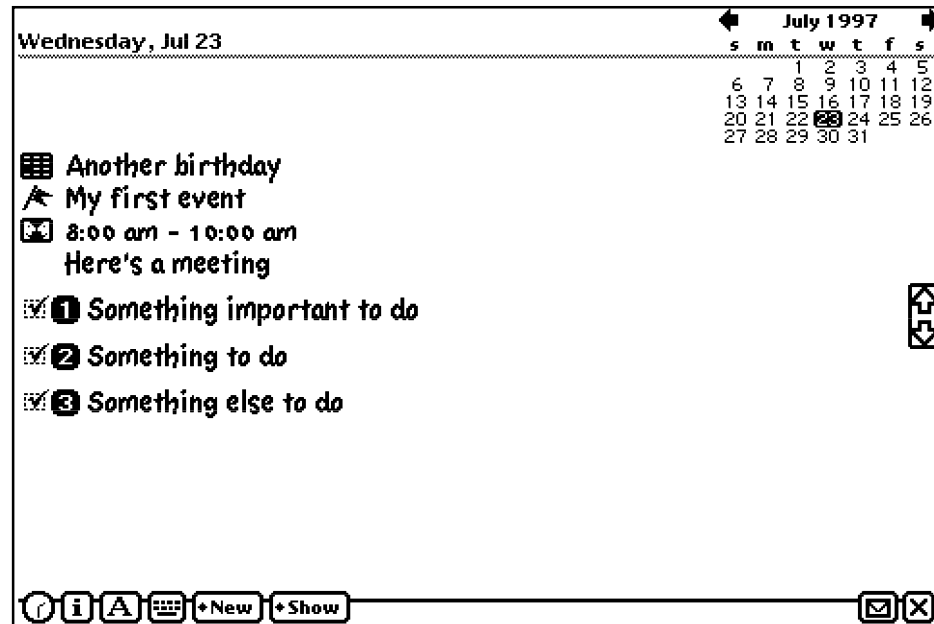 Wednesday, Jul 23
July 1997
s m t w t f s
1 2 3 4 5
6 7 8 9 10 11 12
13 14 15 16 17 18 19
20 21 22 23 24 25 26
27 28 29 30 31
Another birthday
My first event
8:00 am - 10:00 am
Here's a meeting
1 Something important to do
2 Something to do
3 Something else to do
i A New Show